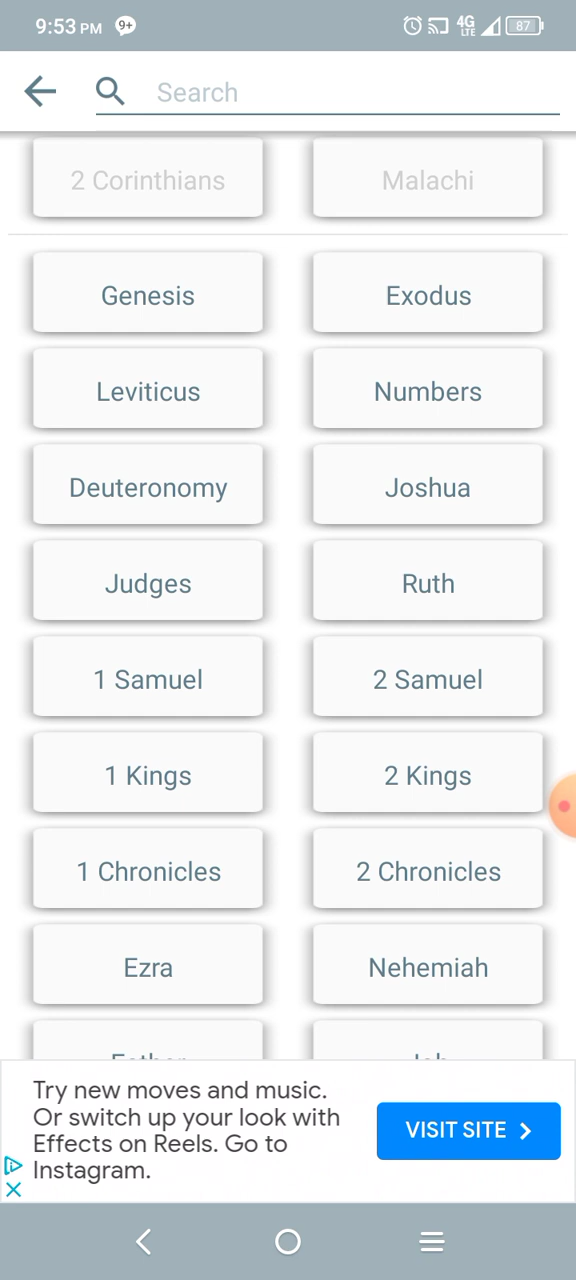 9:53 PM 9+ 4G LTE 87
Search
2 Corinthians Malachi
Genesis Exodus
Leviticus Numbers
Deuteronomy Joshua
Judges Ruth
1 Samuel 2 Samuel
1 Kings 2 Kings
1 Chronicles 2 Chronicles
Ezra Nehemiah
Try new moves and music.
Or switch up your look with
Effects on Reels. Go to
Instagram.
VISIT SITE